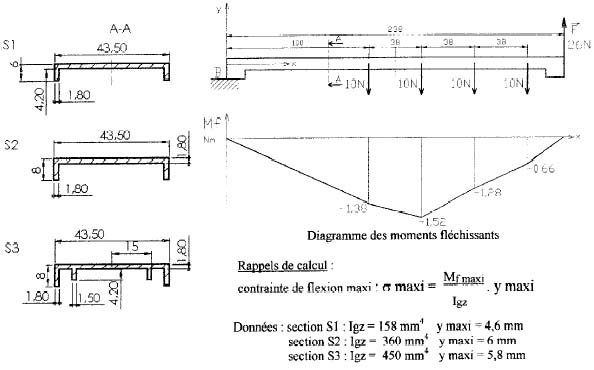 A-A
S1
43,50
6
4,20
1,80
S2
43,50
1,80
8
1,80
S3
43,50
15
1,80
8
1,80
1,50
4,20
y
238
F
26N
100
38
38
38
A
x
B
A
10N
10N
10N
10N
Mf
Nm
x
-1.38
-1.52
-1.28
-0.66
Diagramme des moments fléchissants
Rappels de calcul :
contrainte de flexion maxi : σ maxi = Mf maxi / Igz . y maxi
Données : section S1 : Igz = 158 mm⁴ y maxi = 4,6 mm
section S2 : Igz = 360 mm⁴ y maxi = 6 mm
section S3 : Igz = 450 mm⁴ y maxi = 5,8 mm